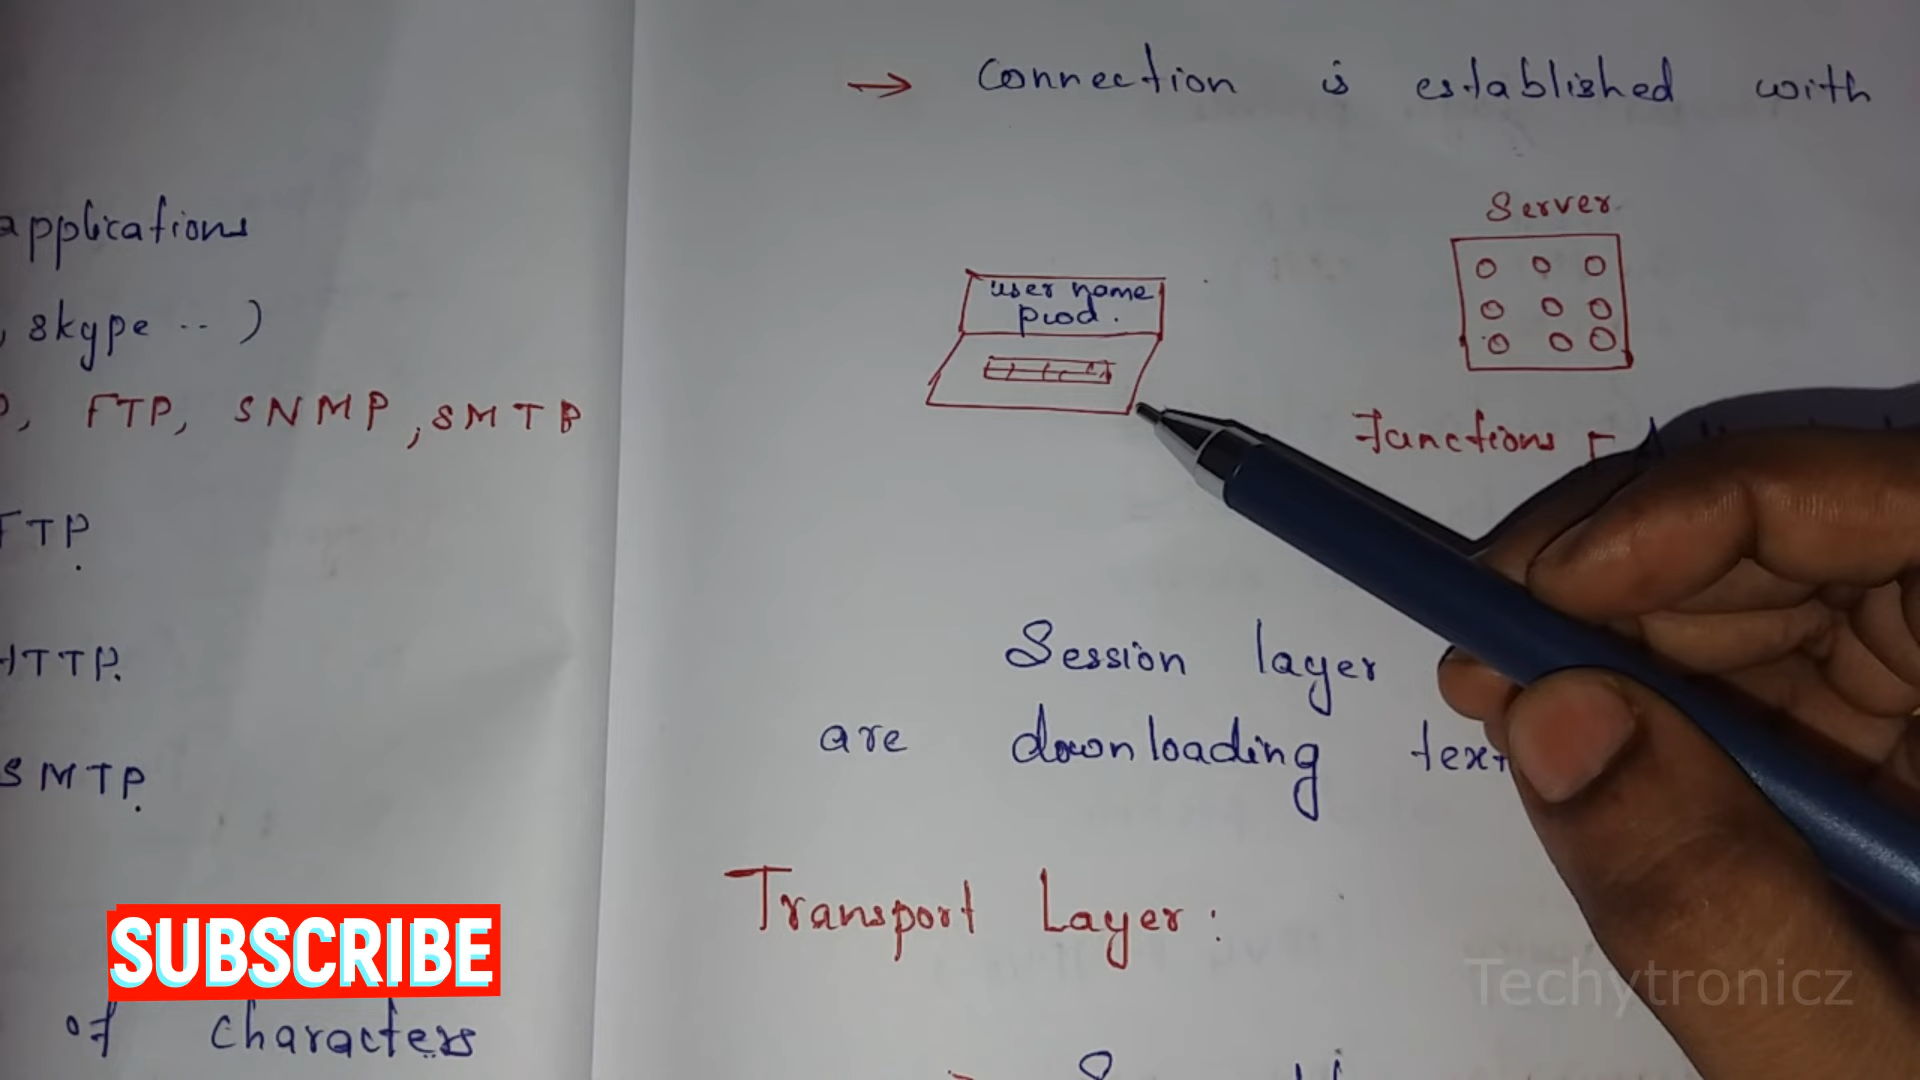 applications
, skype .. )
, FTP, SNMP, SMTP
FTP.
HTTP.
SMTP.
SUBSCRIBE
of characters
→ Connection is established with
Server
user name
pwd.
Functions
Session layer
are downloading text
Transport Layer:
Techytronicz